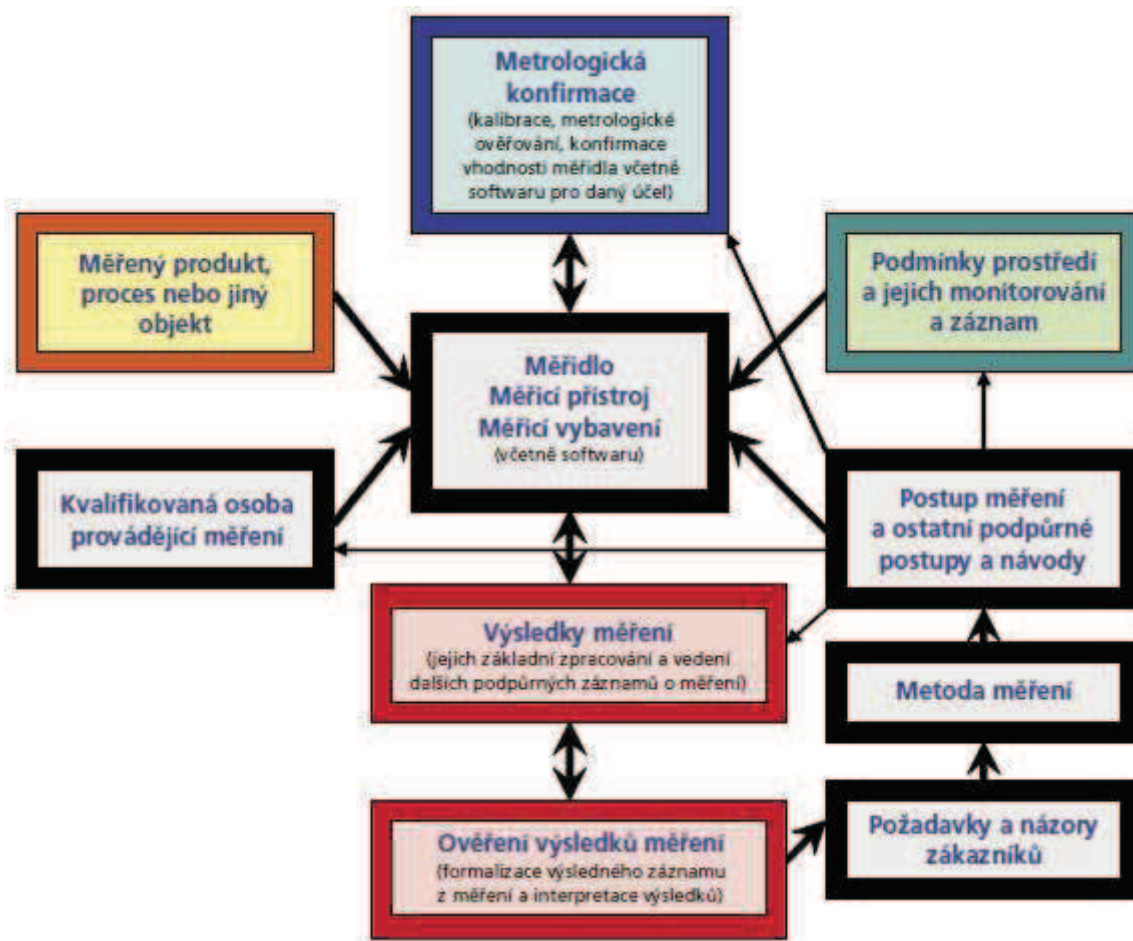 Metrologická
konfirmace
(kalibrace, metrologické
ověřování, konfirmace
vhodnosti měřidla včetně
softwaru pro daný účel)
Měřený produkt,
proces nebo jiný
objekt
Podmínky prostředí
a jejich monitorování
a záznam
Měřidlo
Měřicí přístroj
Měřicí vybavení
(včetně softwaru)
Kvalifikovaná osoba
provádějící měření
Postup měření
a ostatní podpůrné
postupy a návody
Výsledky měření
(jejich základní zpracování a vedení
dalších podpůrných záznamů o měření)
Metoda měření
Ověření výsledků měření
(formalizace výsledného záznamu
z měření a interpretace výsledků)
Požadavky a názory
zákazníků